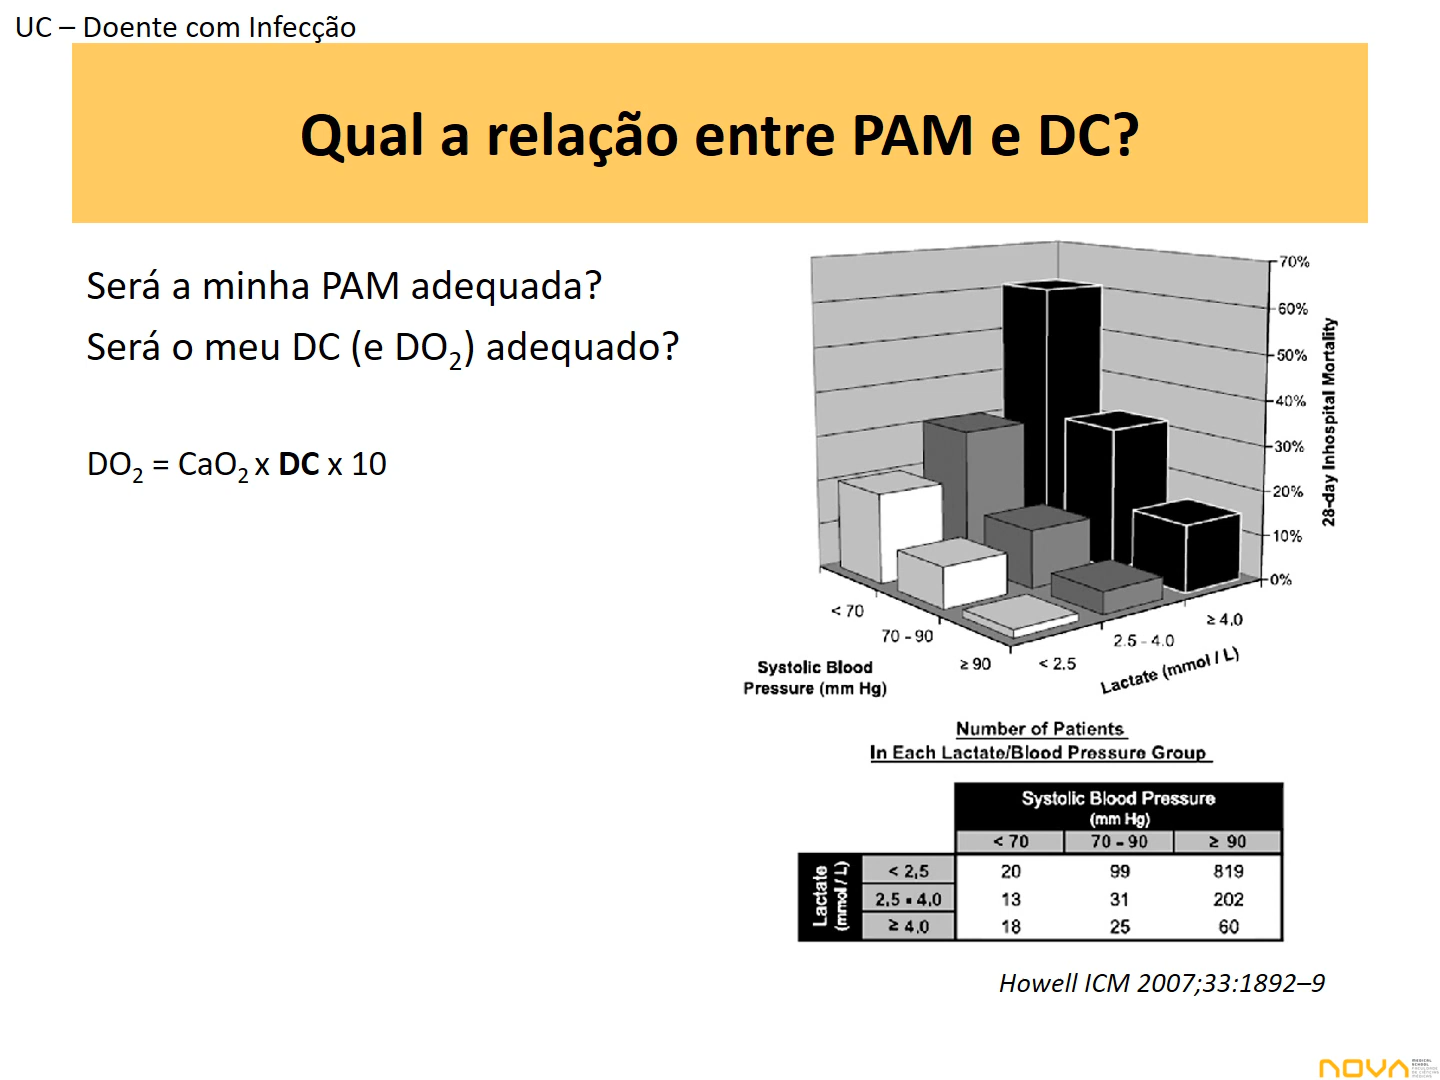 UC – Doente com Infecção
Qual a relação entre PAM e DC?
Será a minha PAM adequada?
Será o meu DC (e DO2) adequado?
DO2 = CaO2 x DC x 10
70%
60%
50%
40%
30%
20%
10%
0%
28-day Inhospital Mortality
< 70
70 - 90
≥ 90
Systolic Blood
Pressure (mm Hg)
< 2.5
2.5 - 4.0
≥ 4.0
Lactate (mmol / L)
Number of Patients
In Each Lactate/Blood Pressure Group
Systolic Blood Pressure
(mm Hg)
< 70 70 - 90 ≥ 90
Lactate
(mmol / L)
< 2.5 20 99 819
2.5 - 4.0 13 31 202
≥ 4.0 18 25 60
Howell ICM 2007;33:1892–9
NOVA
MEDICAL
SCHOOL